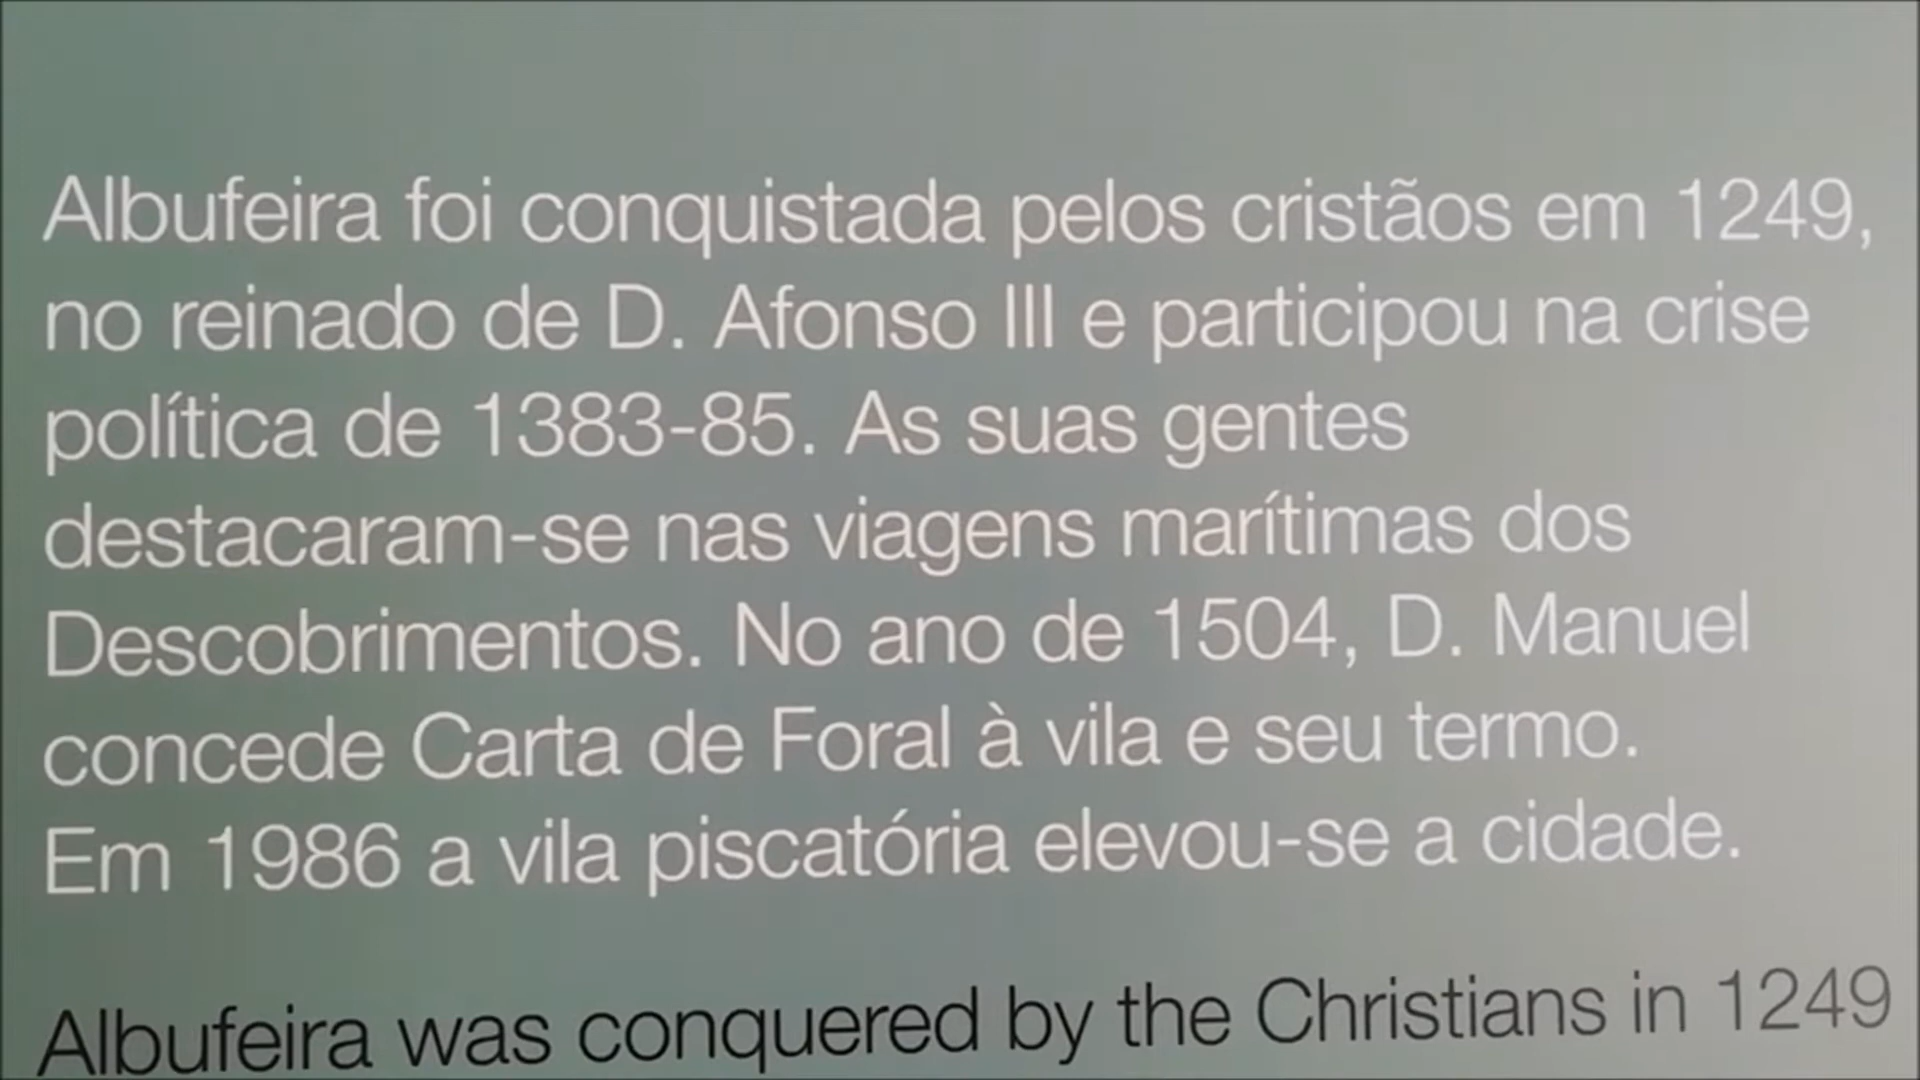 Albufeira foi conquistada pelos cristãos em 1249,
no reinado de D. Afonso III e participou na crise
política de 1383-85. As suas gentes
destacaram-se nas viagens marítimas dos
Descobrimentos. No ano de 1504, D. Manuel
concede Carta de Foral à vila e seu termo.
Em 1986 a vila piscatória elevou-se a cidade.
Albufeira was conquered by the Christians in 1249